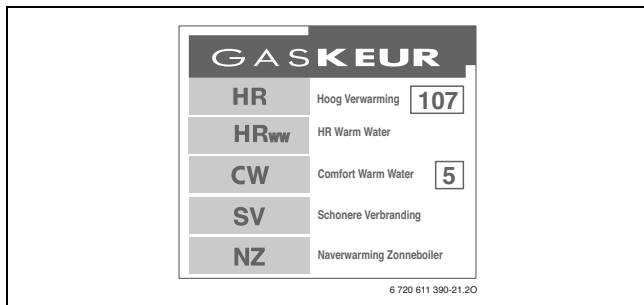 GASKEUR
HR Hoog Verwarming 107
HRww HR Warm Water
CW Comfort Warm Water 5
SV Schonere Verbranding
NZ Naverwarming Zonneboiler
6 720 611 390-21.2O